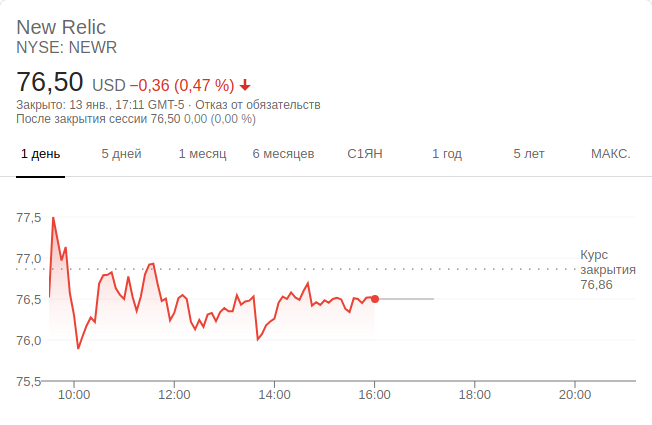 New Relic
NYSE: NEWR
76,50 USD −0,36 (0,47 %)
Закрыто: 13 янв., 17:11 GMT-5 · Отказ от обязательств
После закрытия сессии 76,50 0,00 (0,00 %)
1 день 5 дней 1 месяц 6 месяцев С1ЯН 1 год 5 лет МАКС.
77,5
77,0
Курс
закрытия
76,86
76,5
76,0
75,5
10:00 12:00 14:00 16:00 18:00 20:00